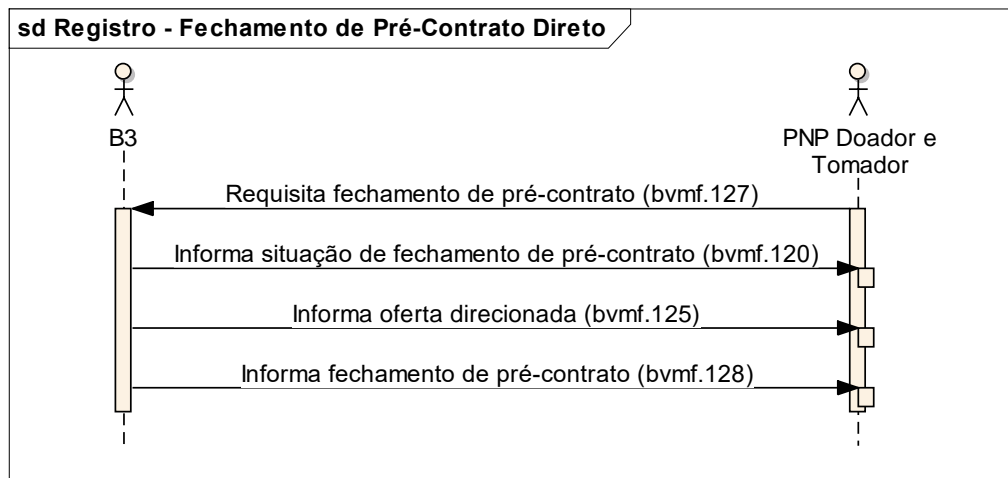 sd Registro - Fechamento de Pré-Contrato Direto
B3
PNP Doador e
Tomador
Requisita fechamento de pré-contrato (bvmf.127)
Informa situação de fechamento de pré-contrato (bvmf.120)
Informa oferta direcionada (bvmf.125)
Informa fechamento de pré-contrato (bvmf.128)